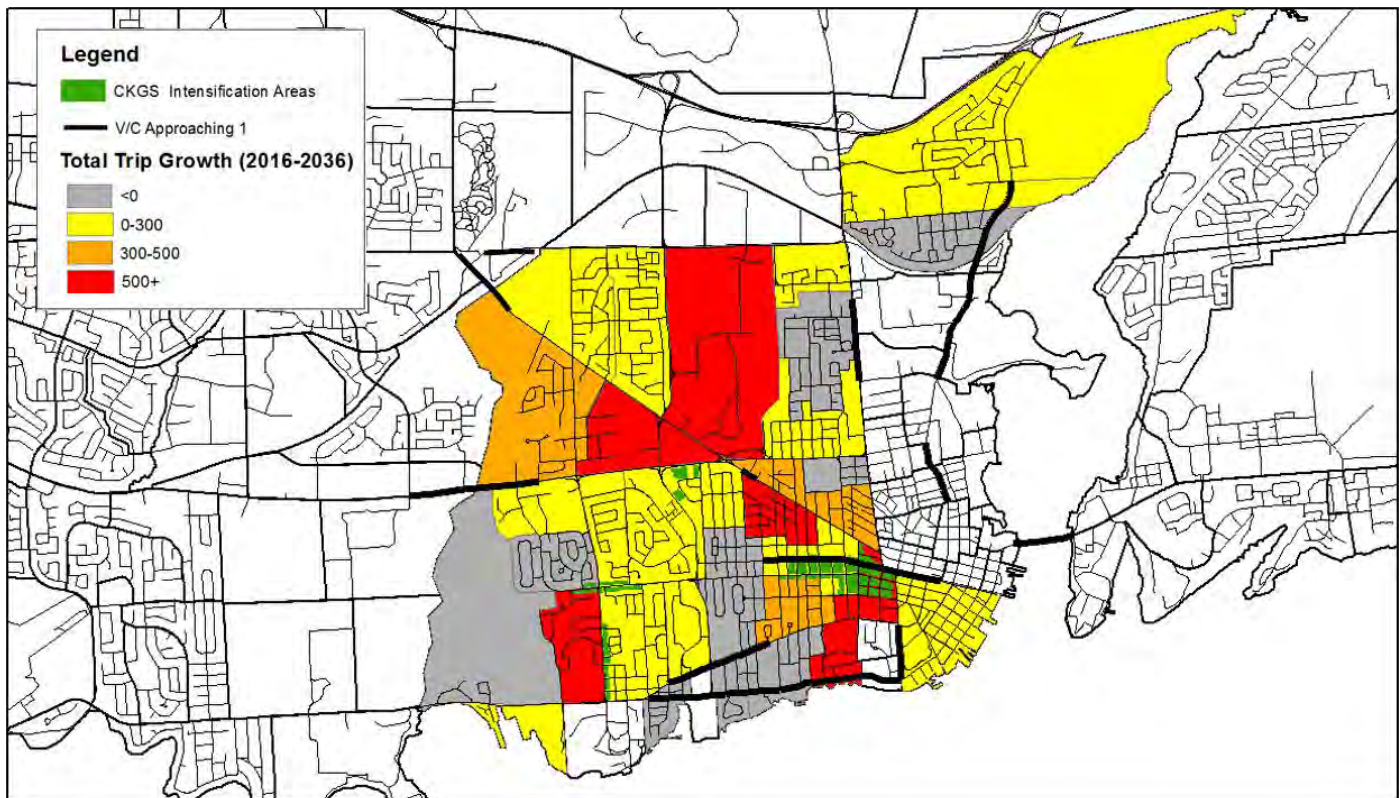 Legend
CKGS Intensification Areas
V/C Approaching 1
Total Trip Growth (2016-2036)
<0
0-300
300-500
500+